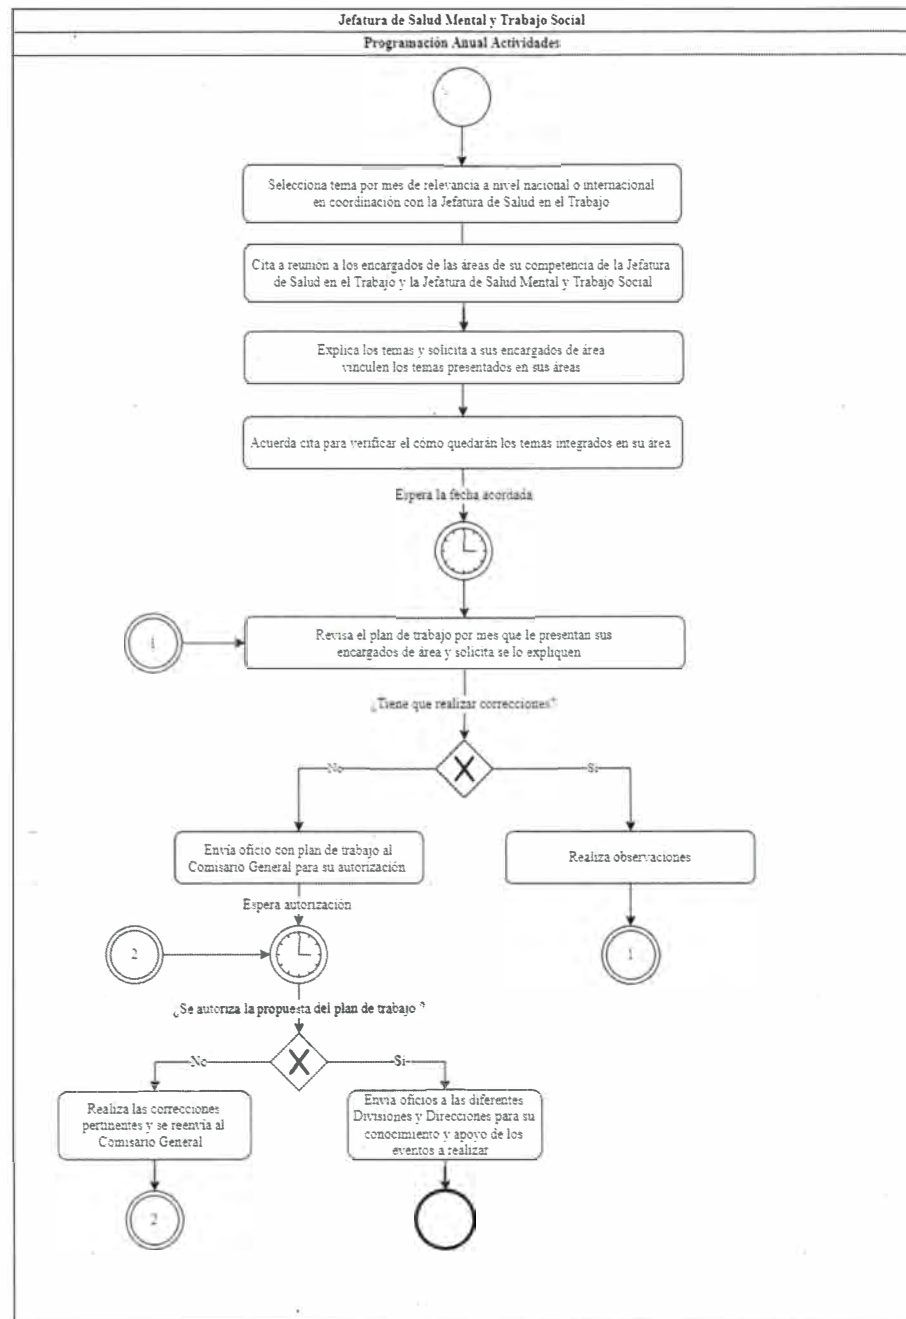 Jefatura de Salud Mental y Trabajo Social
Programación Anual Actividades
Selecciona tema por mes de relevancia a nivel nacional o internacional
en coordinación con la Jefatura de Salud en el Trabajo
Cita a reunión a los encargados de las áreas de su competencia de la Jefatura
de Salud en el Trabajo y la Jefatura de Salud Mental y Trabajo Social
Explica los temas y solicita a sus encargados de área
vinculen los temas presentados en sus áreas
Acuerda cita para verificar el cómo quedarán los temas integrados en su área
Espera la fecha acordada
1
Revisa el plan de trabajo por mes que le presentan sus
encargados de área y solicita se lo expliquen
¿Tiene que realizar correcciones?
No
Si
Envía oficio con plan de trabajo al
Comisario General para su autorización
Realiza observaciones
Espera autorización
2
1
¿Se autoriza la propuesta del plan de trabajo ?
No
Si
Realiza las correcciones
pertinentes y se reenvía al
Comisario General
Envía oficios a las diferentes
Divisiones y Direcciones para su
conocimiento y apoyo de los
eventos a realizar
2